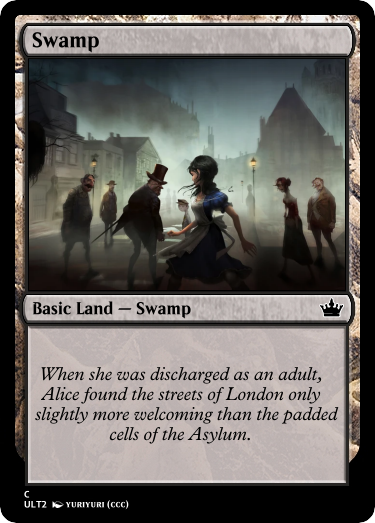 Swamp
Basic Land — Swamp
When she was discharged as an adult,
Alice found the streets of London only
slightly more welcoming than the padded
cells of the Asylum.
C
ULT2 YURIYURI (CCC)